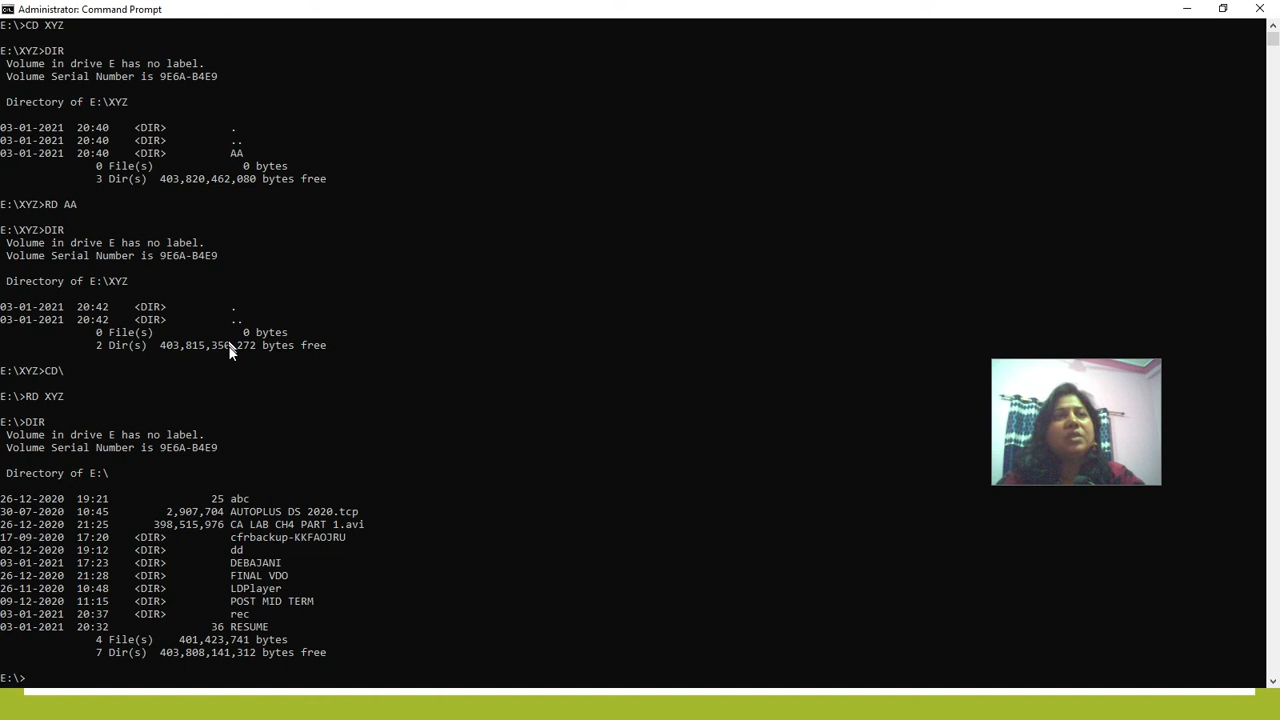 Administrator: Command Prompt
E:\>CD XYZ
E:\XYZ>DIR
Volume in drive E has no label.
Volume Serial Number is 9E6A-B4E9
Directory of E:\XYZ
03-01-2021 20:40 <DIR> .
03-01-2021 20:40 <DIR> ..
03-01-2021 20:40 <DIR> AA
0 File(s) 0 bytes
3 Dir(s) 403,820,462,080 bytes free
E:\XYZ>RD AA
E:\XYZ>DIR
Volume in drive E has no label.
Volume Serial Number is 9E6A-B4E9
Directory of E:\XYZ
03-01-2021 20:42 <DIR> .
03-01-2021 20:42 <DIR> ..
0 File(s) 0 bytes
2 Dir(s) bytes free
E:\XYZ>CD\
E:\>RD XYZ
E:\>DIR
Volume in drive E has no label.
Volume Serial Number is 9E6A-B4E9
Directory of E:\
26-12-2020 19:21 25 abc
30-07-2020 10:45 2,907,704 AUTOPLUS DS 2020.tcp
26-12-2020 21:25 398,515,976 CA LAB CH4 PART 1.avi
17-09-2020 17:20 <DIR> cfrbackup-KKFAOJRU
02-12-2020 19:12 <DIR> dd
03-01-2021 17:23 <DIR> DEBAJANI
26-12-2020 21:28 <DIR> FINAL VDO
26-11-2020 10:48 <DIR> LDPlayer
09-12-2020 11:15 <DIR> POST MID TERM
03-01-2021 20:37 <DIR> rec
03-01-2021 20:32 36 RESUME
4 File(s) 401,423,741 bytes
7 Dir(s) 403,808,141,312 bytes free
E:\>